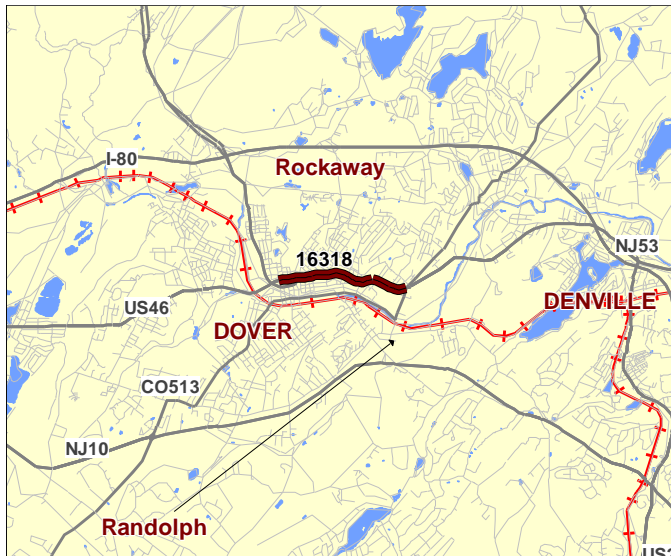 I-80
Rockaway
NJ53
16318
US46
DOVER
DENVILLE
CO513
NJ10
Randolph